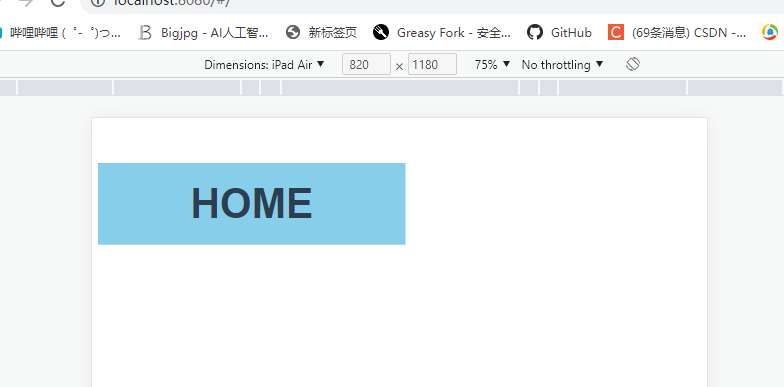 localhost:8080/#/
哔哩哔哩 ( ゜- ゜)つ... Bigjpg - AI人工智... 新标签页 Greasy Fork - 安全... GitHub C (69条消息) CSDN -...
Dimensions: iPad Air ▼ 820 × 1180 75% ▼ No throttling ▼
HOME